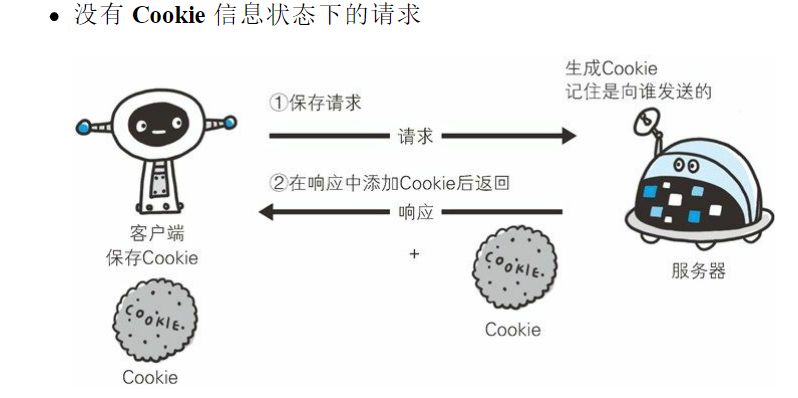 • 没有 Cookie 信息状态下的请求
生成Cookie
记住是向谁发送的
①保存请求
请求
②在响应中添加Cookie后返回
响应
客户端
保存Cookie
+
COOKIE.
服务器
COOKIE.
Cookie
Cookie